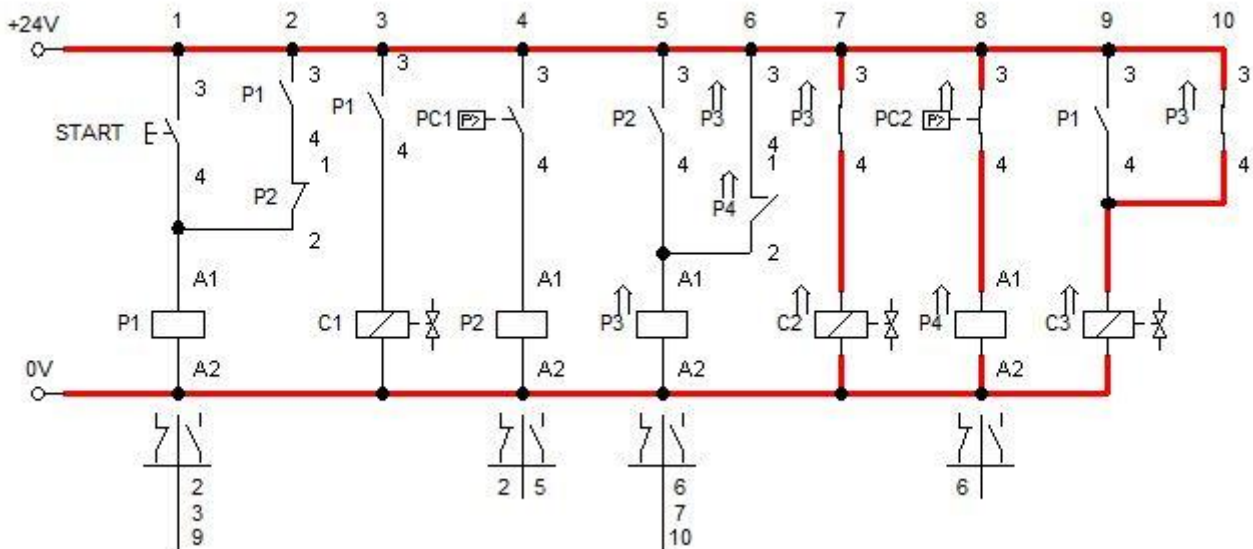 1 2 3 4 5 6 7 8 9 10
+24V
3 3 3 3 3 3 3 3 3 3
START P1 P1 PC1 P> P2 P3 P3 PC2 P> P1 P3
4 4 4 4 4 4 4 4 4 4
P2 1 P4 1
2 2
A1 A1 A1 A1
P1 C1 P2 P3 C2 P4 C3
0V A2 A2 A2 A2
2 2 5 6 6
3 7
9 10